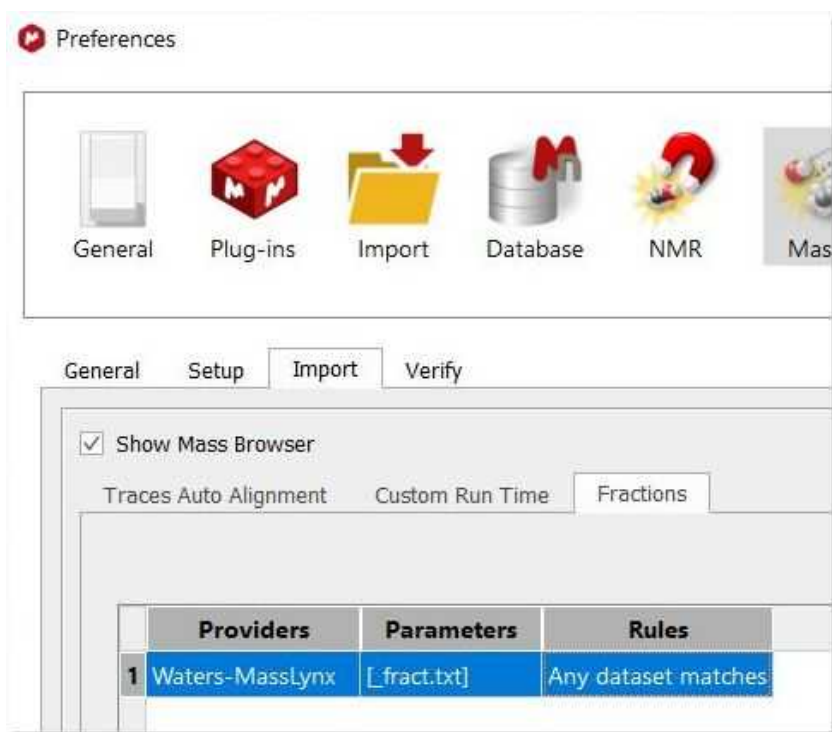 Preferences
General Plug-ins Import Database NMR Mas
General Setup Import Verify
Show Mass Browser
Traces Auto Alignment Custom Run Time Fractions
Providers Parameters Rules
1 Waters-MassLynx [_fract.txt] Any dataset matches